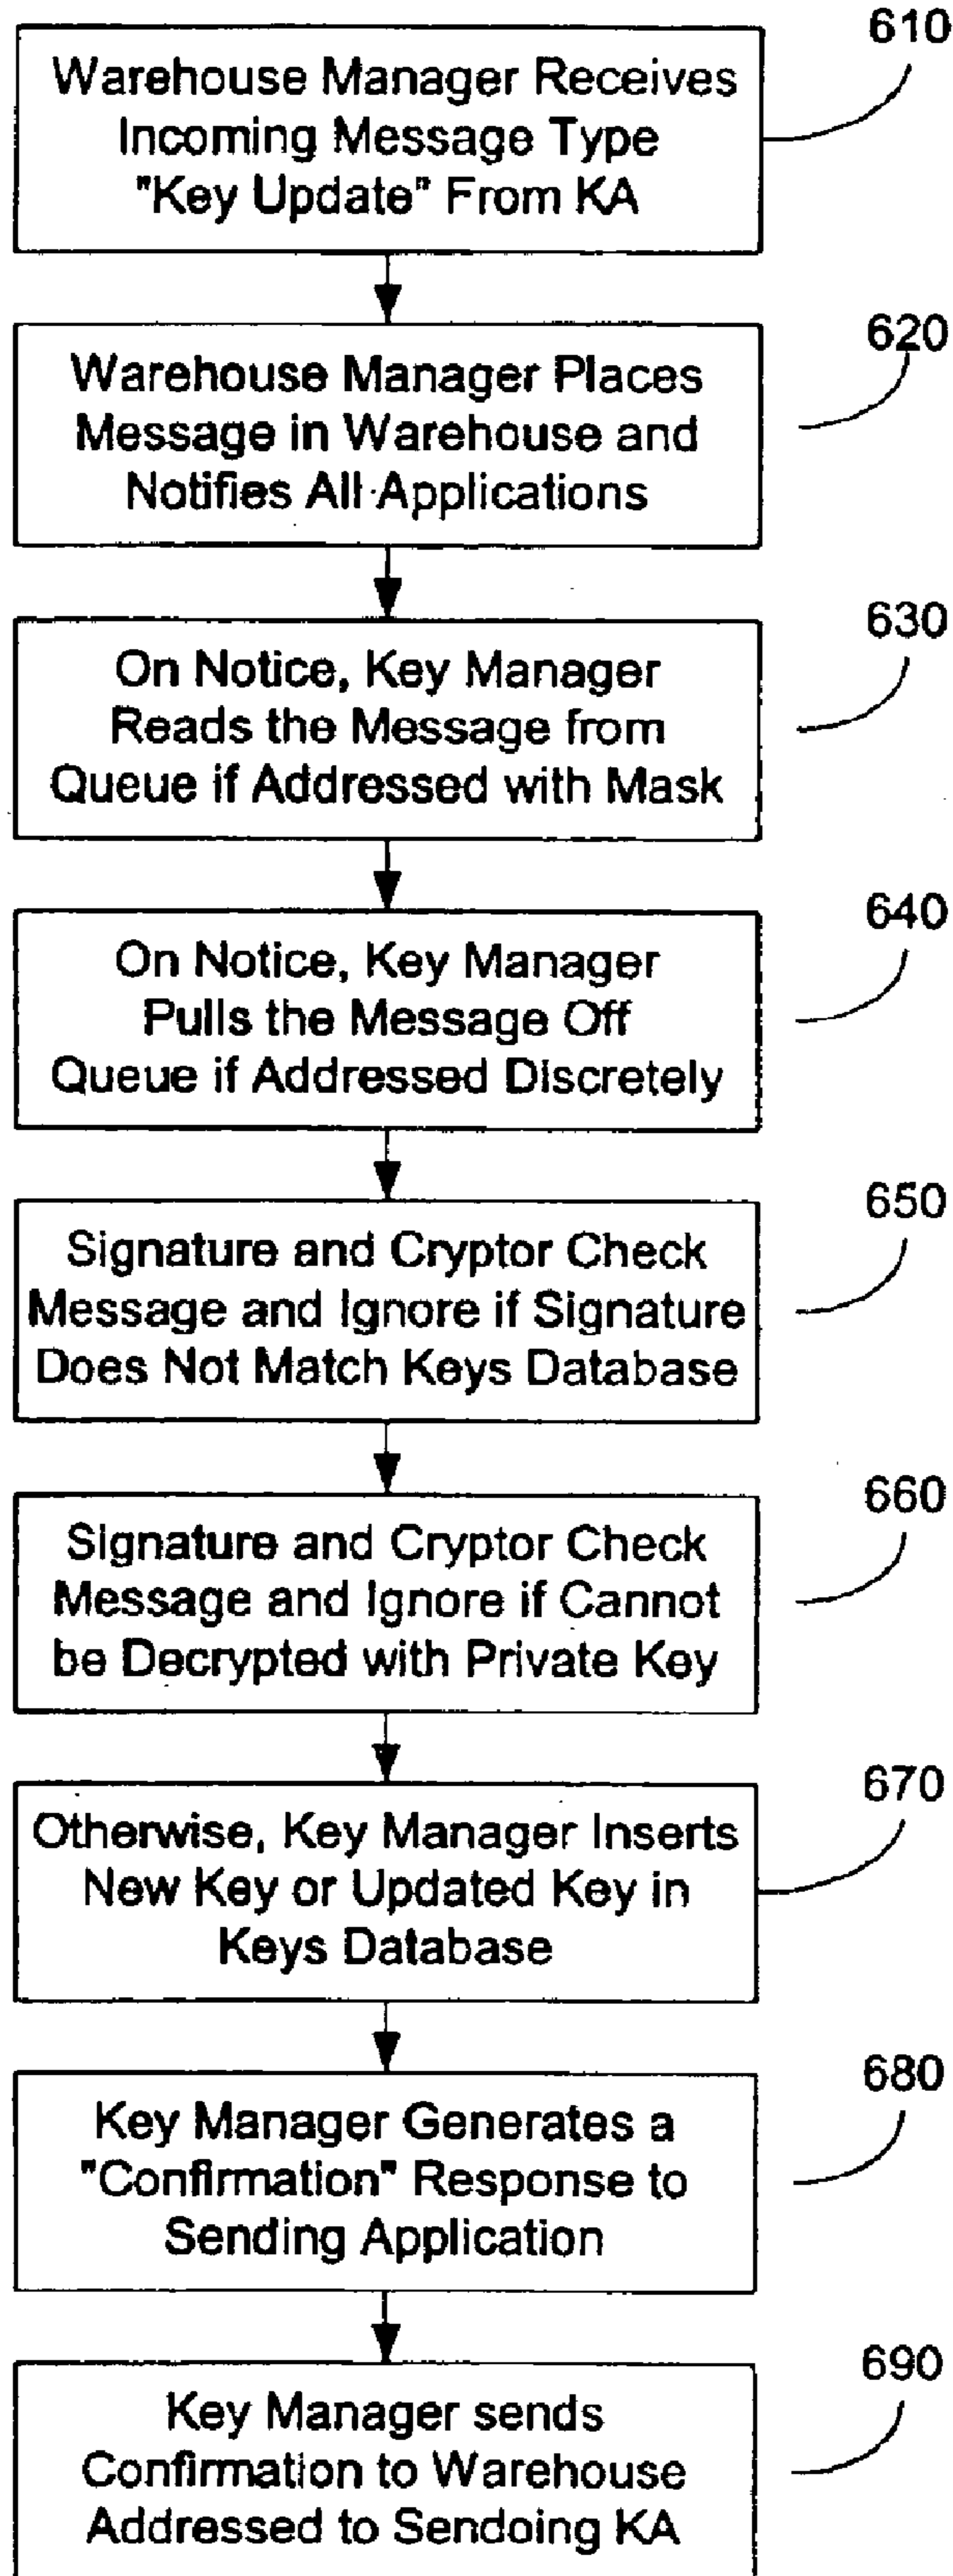 610
Warehouse Manager Receives
Incoming Message Type
"Key Update" From KA
620
Warehouse Manager Places
Message in Warehouse and
Notifies All Applications
630
On Notice, Key Manager
Reads the Message from
Queue if Addressed with Mask
640
On Notice, Key Manager
Pulls the Message Off
Queue if Addressed Discretely
650
Signature and Cryptor Check
Message and Ignore if Signature
Does Not Match Keys Database
660
Signature and Cryptor Check
Message and Ignore if Cannot
be Decrypted with Private Key
670
Otherwise, Key Manager Inserts
New Key or Updated Key in
Keys Database
680
Key Manager Generates a
"Confirmation" Response to
Sending Application
690
Key Manager sends
Confirmation to Warehouse
Addressed to Sendoing KA